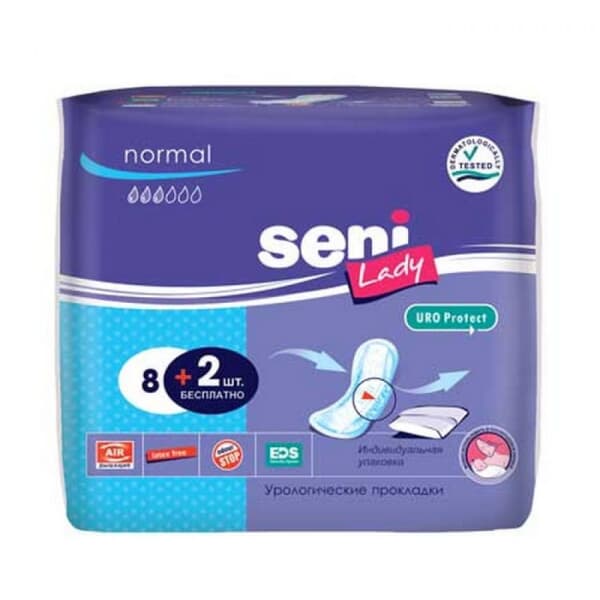 normal
DERMATOLOGICALLY
TESTED
seni
Lady
URO Protect
8 + 2 шт.
БЕСПЛАТНО
Индивидуальная
упаковка
AIR
latex free
STOP
EDS
Урологические прокладки